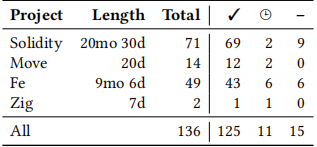 Project Length Total ✓ 🕒 –
Solidity 20mo 30d 71 69 2 9
Move 20d 14 12 2 0
Fe 9mo 6d 49 43 6 6
Zig 7d 2 1 1 0
All 136 125 11 15